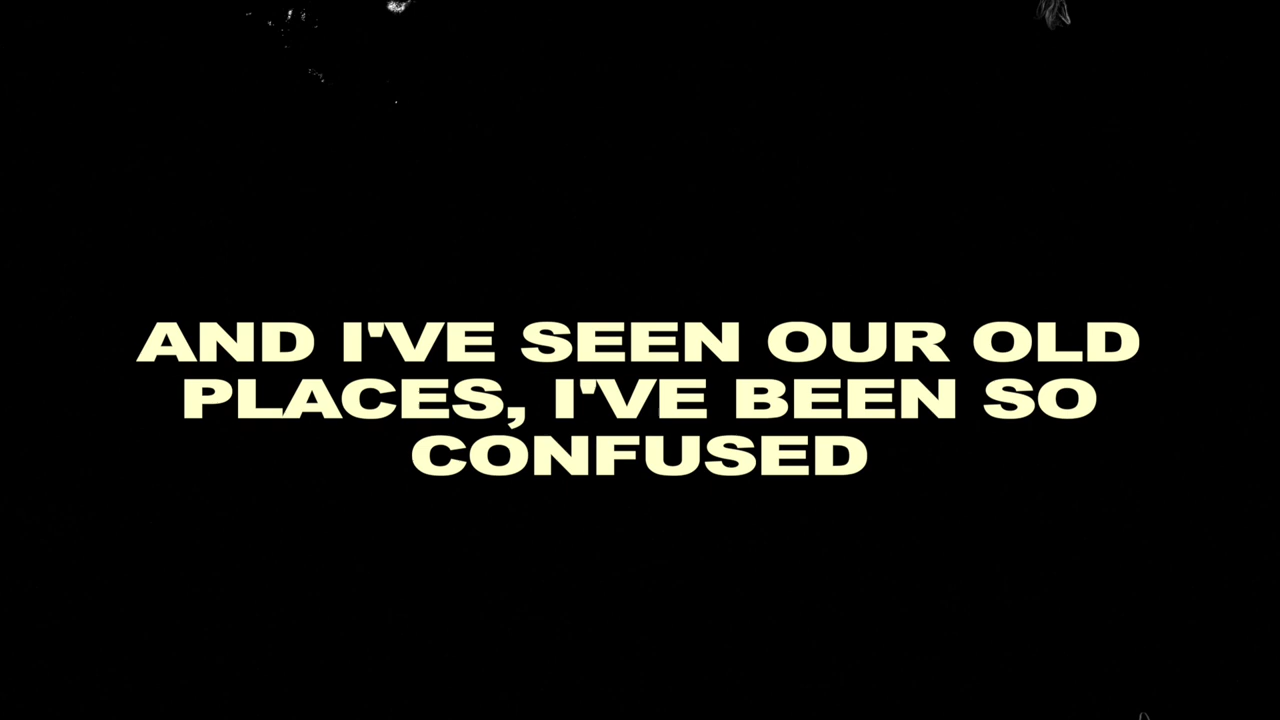 AND I'VE SEEN OUR OLD
PLACES, I'VE BEEN SO
CONFUSED